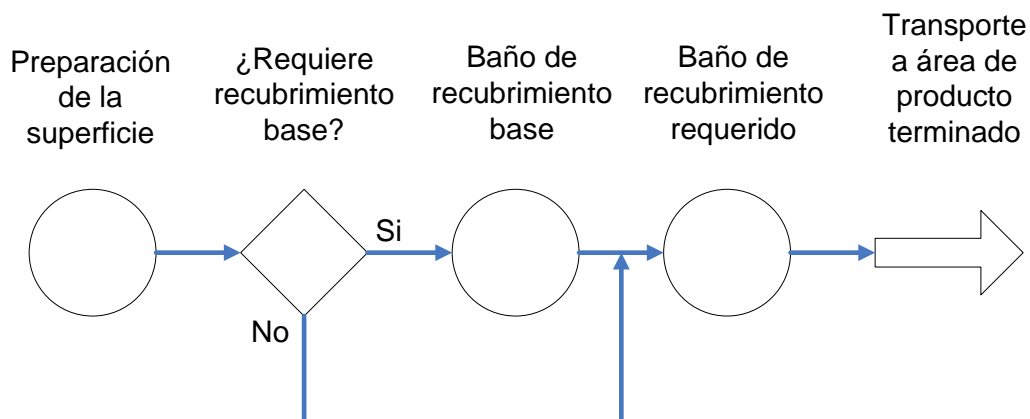 Preparación
de la
superficie
¿Requiere
recubrimiento
base?
Baño de
recubrimiento
base
Baño de
recubrimiento
requerido
Transporte
a área de
producto
terminado
Si
No